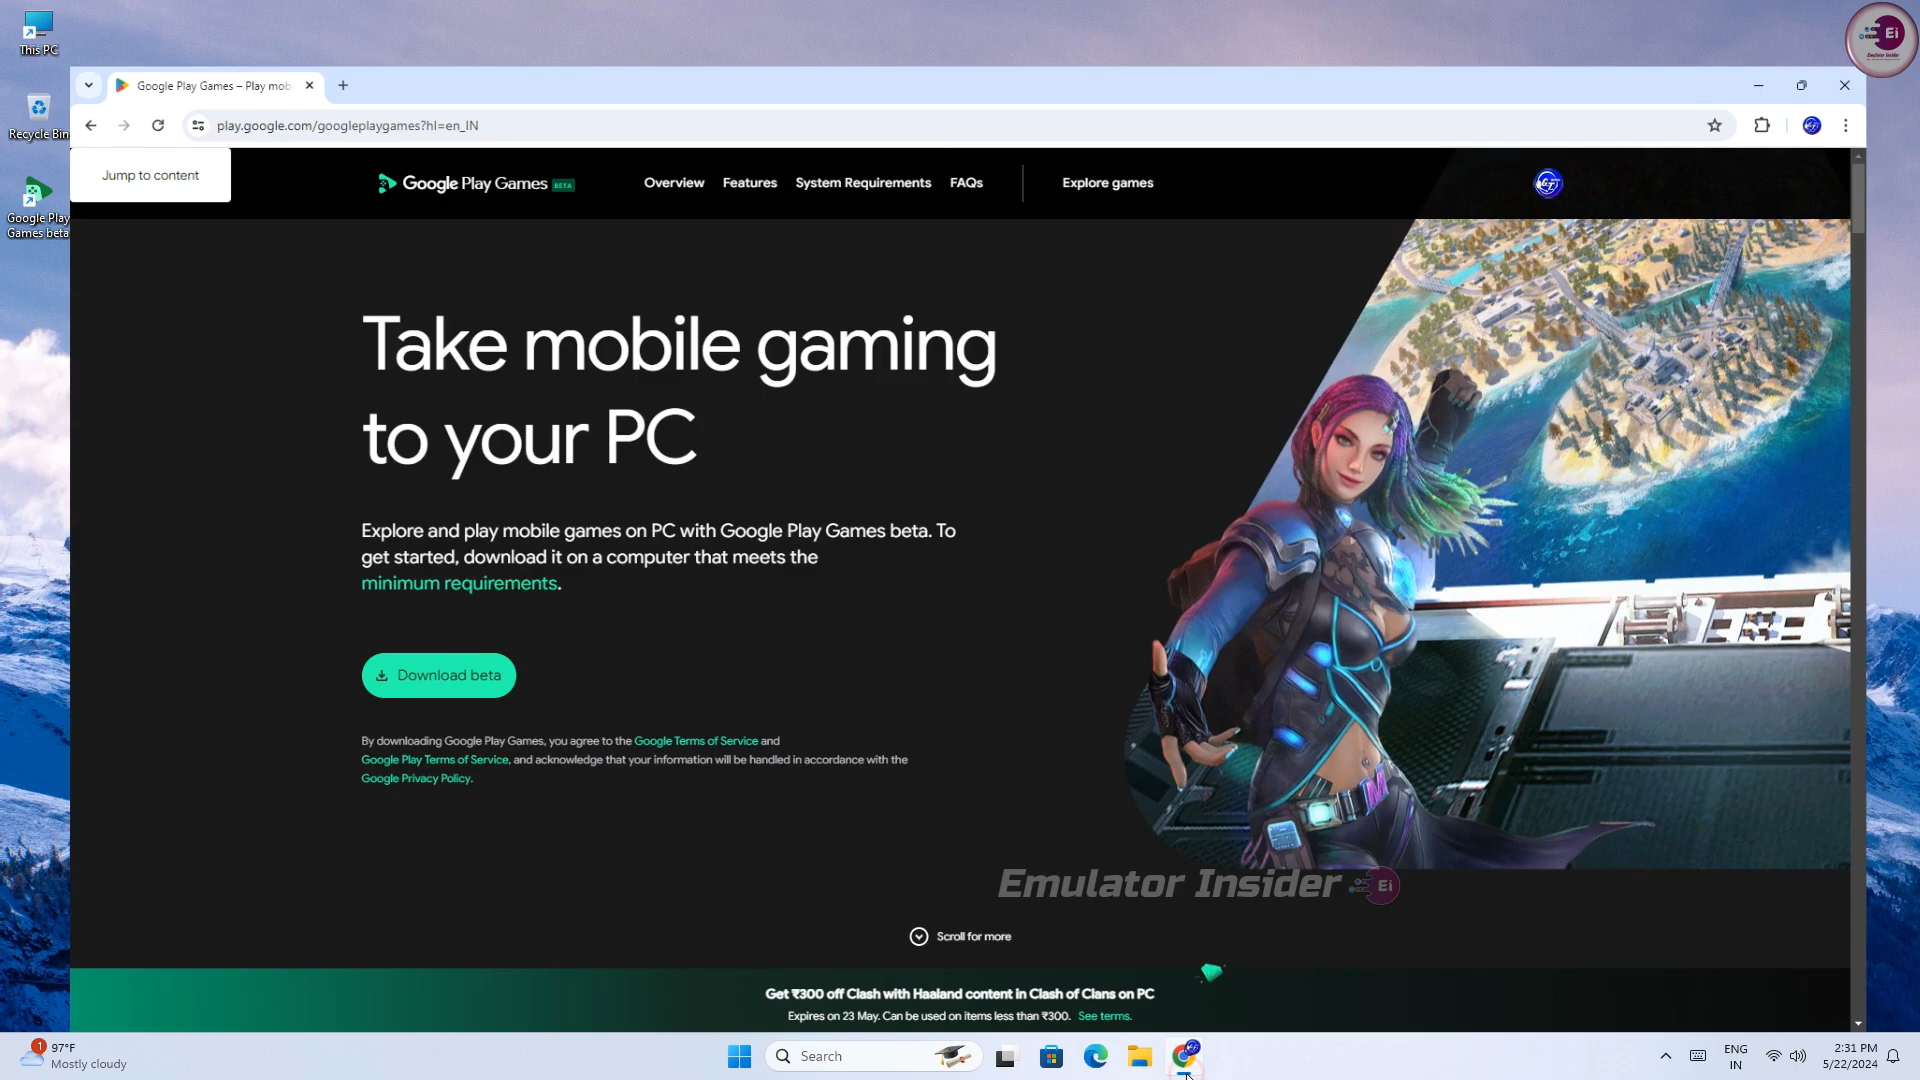 This PC
Recycle Bin
Google Play
Games beta
Google Play Games – Play mob
play.google.com/googleplaygames?hl=en_IN
Jump to content
Google Play Games BETA
Overview
Features
System Requirements
FAQs
Explore games
Take mobile gaming
to your PC
Explore and play mobile games on PC with Google Play Games beta. To
get started, download it on a computer that meets the
minimum requirements.
Download beta
By downloading Google Play Games, you agree to the Google Terms of Service and
Google Play Terms of Service, and acknowledge that your information will be handled in accordance with the
Google Privacy Policy.
Emulator Insider Ei
Scroll for more
Get ₹300 off Clash with Haaland content in Clash of Clans on PC
Expires on 23 May. Can be used on items less than ₹300. See terms.
Ei
Emulator Insider
1
97°F
Mostly cloudy
Search
ENG
IN
2:31 PM
5/22/2024